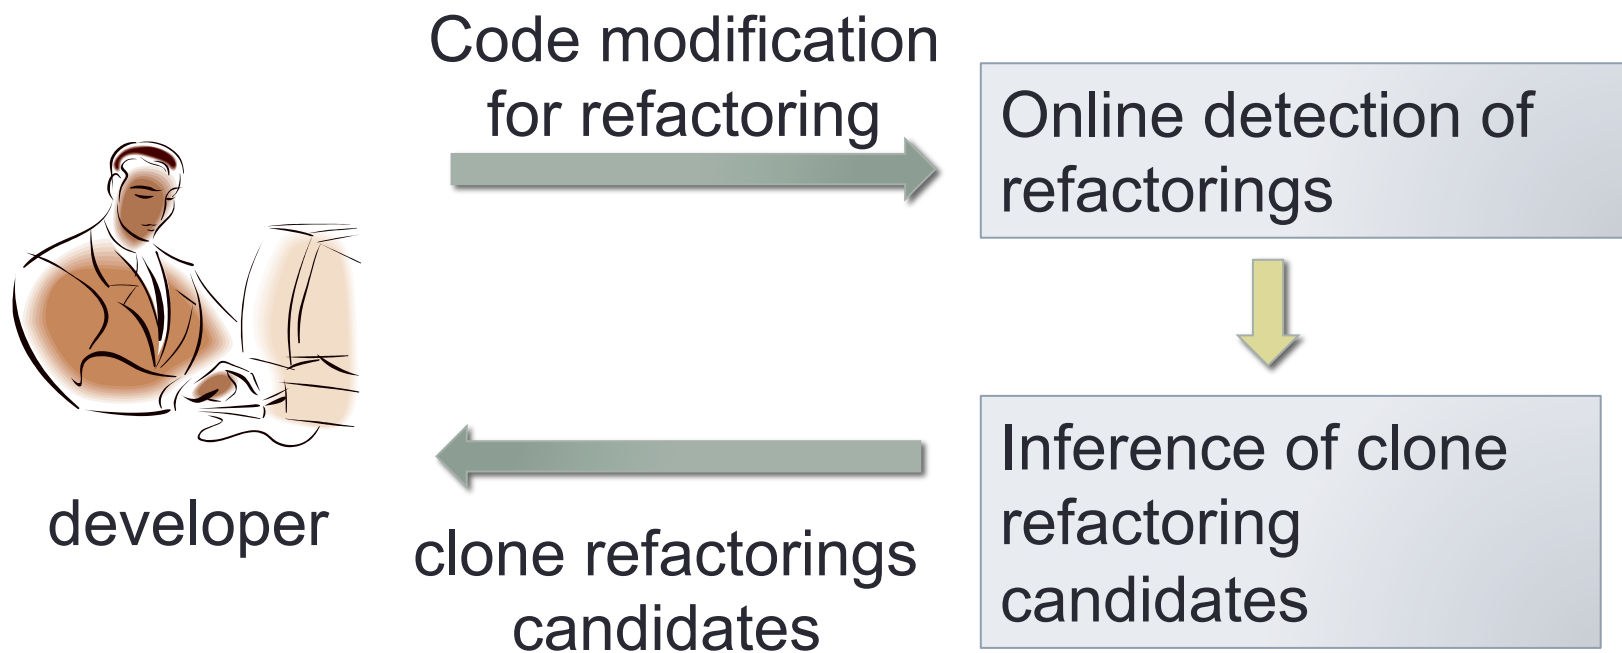 Code modification
for refactoring
Online detection of
refactorings
Inference of clone
refactoring
candidates
developer
clone refactorings
candidates